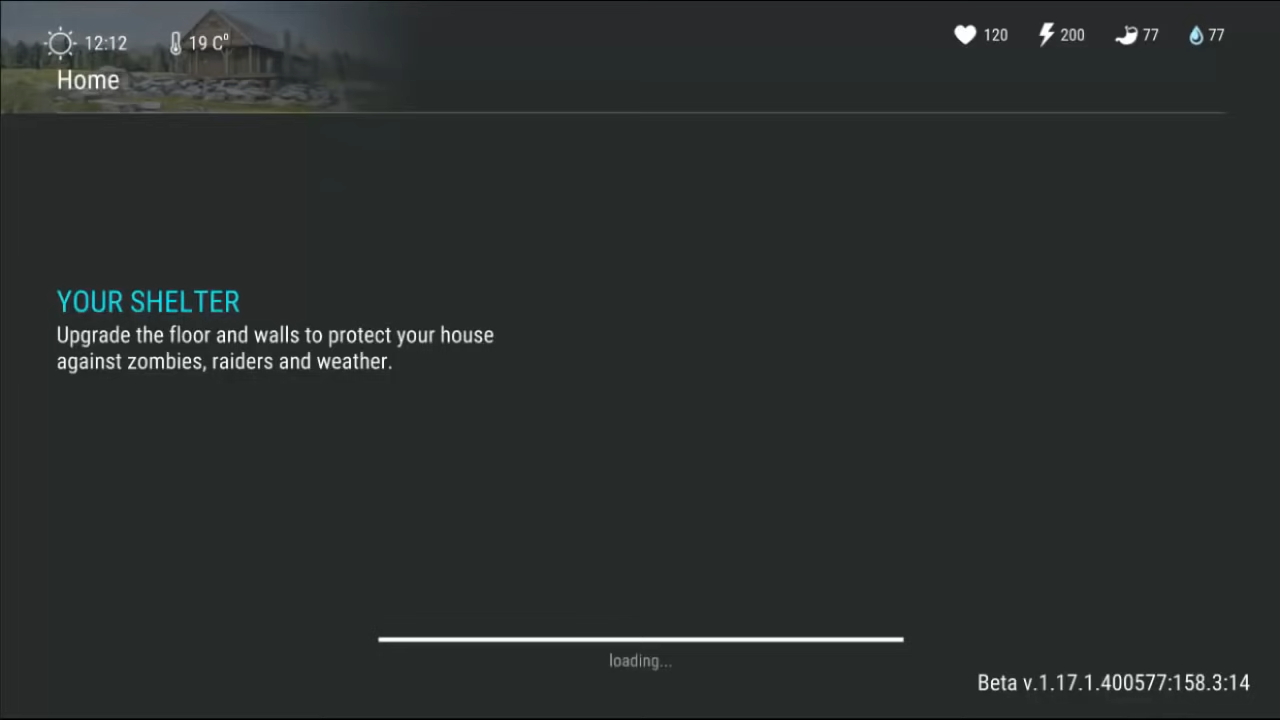 12:12 19 C° 120 200 77 77
Home
YOUR SHELTER
Upgrade the floor and walls to protect your house
against zombies, raiders and weather.
loading...
Beta v.1.17.1.400577:158.3:14